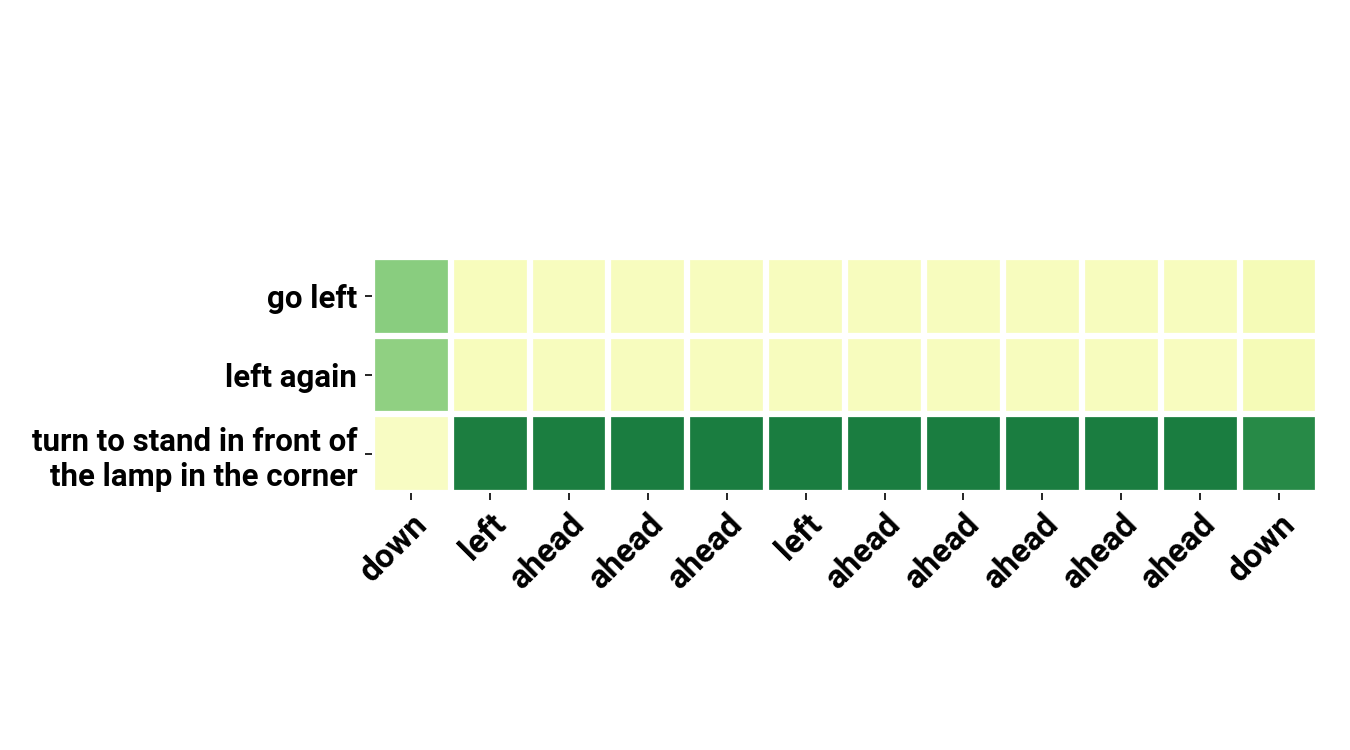 go left
left again
turn to stand in front of
the lamp in the corner
down
left
ahead
ahead
ahead
left
ahead
ahead
ahead
ahead
ahead
down